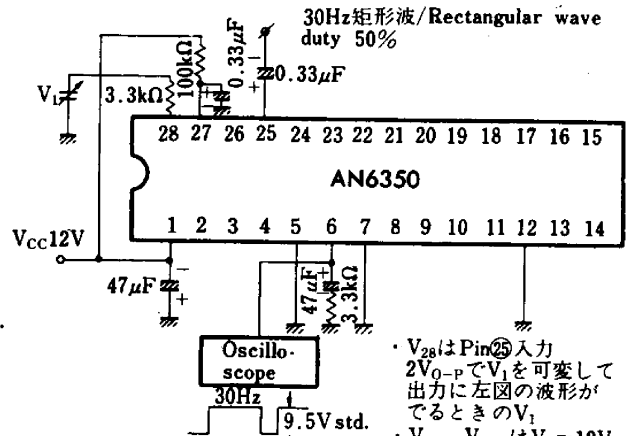 30Hz矩形波/Rectangular wave
duty 50%
100kΩ
0.33μF
0.33μF
V₁
3.3kΩ
28 27 26 25 24 23 22 21 20 19 18 17 16 15
AN6350
1 2 3 4 5 6 7 8 9 10 11 12 13 14
VCC12V
47μF
47μF
3.3kΩ
Oscillo-
scope
30Hz
9.5V std.
・V₂₈はPin㉕入力
2VO-PでV₁を可変して
出力に左図の波形が
でるときのV₁